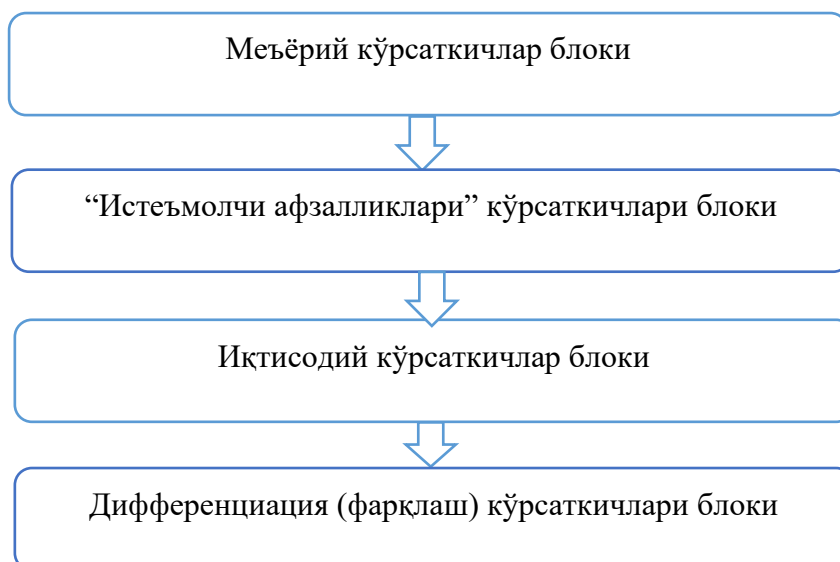 Меъёрий кўрсаткичлар блоки
“Истеъмолчи афзалликлари” кўрсаткичлари блоки
Иқтисодий кўрсаткичлар блоки
Дифференциация (фарқлаш) кўрсаткичлари блоки